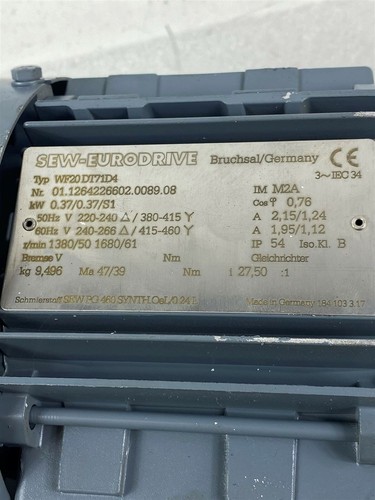 SEW-EURODRIVE Bruchsal/Germany CE
Typ WF20 DT71D4 3~IEC 34
Nr. 01.1264226602.0089.08 IM M2A
kW 0.37/0.37/S1 Cos φ 0,76
50Hz V 220-240 △/380-415 Y A 2,15/1,24
60Hz V 240-266 △/415-460 Y A 1,95/1,12
r/min 1380/50 1680/61 IP 54 Iso.Kl. B
Bremse V Nm Gleichrichter
kg 9,496 Ma 47/39 Nm i 27,50 :1
Schmierstoff SEW PG 460 SYNTH.OeL/0.24 L Made in Germany 184 103 3.17